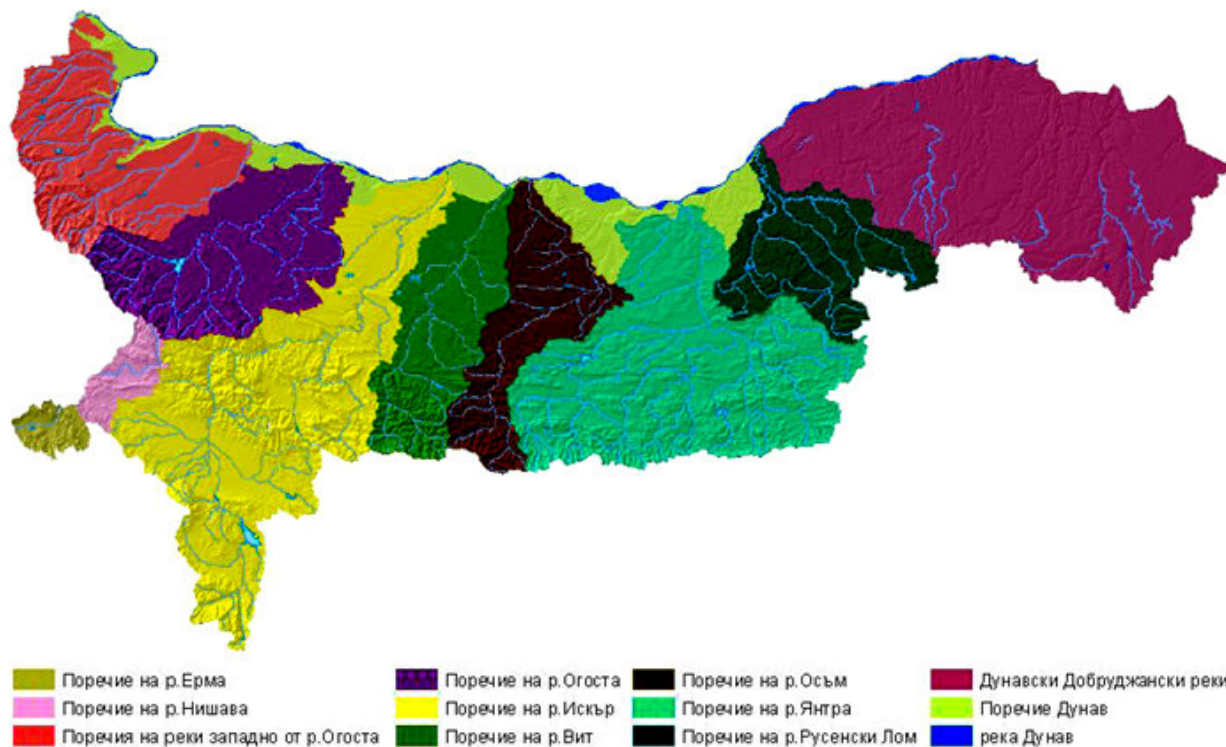 Поречие на р.Ерма
Поречие на р.Нишава
Поречия на реки западно от р.Огоста
Поречие на р.Огоста
Поречие на р.Искър
Поречие на р.Вит
Поречие на р.Осъм
Поречие на р.Янтра
Поречие на р.Русенски Лом
Дунавски Добруджански реки
Поречие Дунав
река Дунав